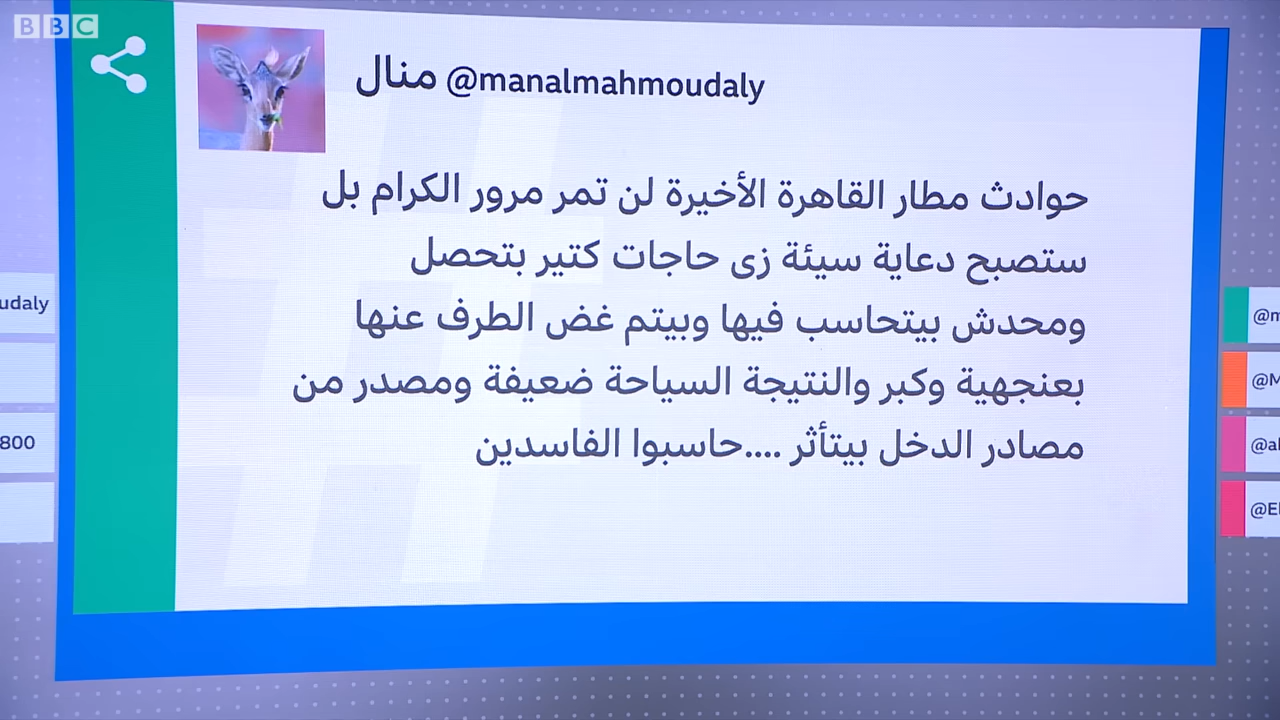 BBC
منال @manalmahmoudaly
حوادث مطار القاهرة الأخيرة لن تمر مرور الكرام بل
ستصبح دعاية سيئة زى حاجات كتير بتحصل
ومحدش بيتحاسب فيها وبيتم غض الطرف عنها
بعنجهية وكبر والنتيجة السياحة ضعيفة ومصدر من
مصادر الدخل بيتأثر ....حاسبوا الفاسدين
udaly
800
@m
@M
@al
@El